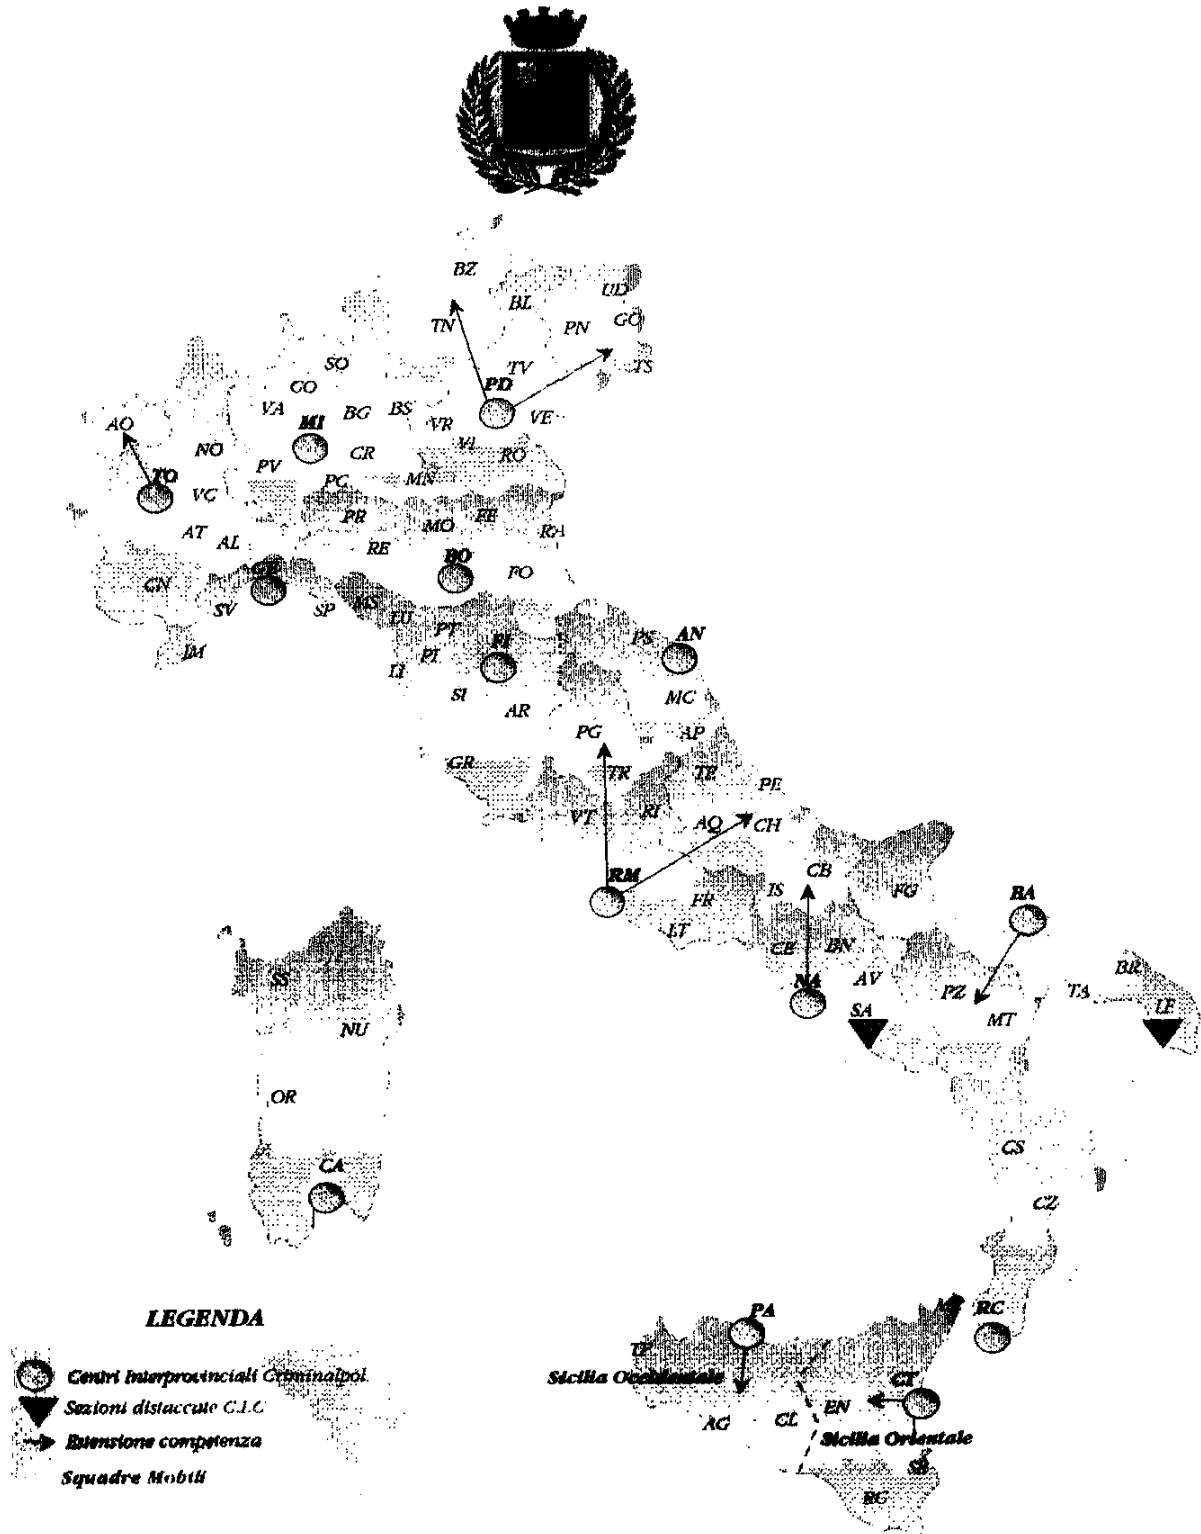 BZ
UD
BL
GO
TN
PN
SO
TV
TS
CO
PD
VA
BG
BS
MI
VE
AO
VR
NO
VI
CR
RO
PV
TO
PC
MN
VC
PR
MO
FE
RA
AT
AL
RE
BO
FO
CN
SV
SP
MS
LU
PT
PS
AN
IM
FI
PI
LI
SI
MC
AR
PG
AP
GR
TR
TE
PE
VT
RI
AQ
CH
RM
CB
IS
FG
BA
FR
LT
BN
SS
NA
AV
PZ
BR
TA
SA
LE
NU
MT
OR
CS
CA
CZ
PA
RC
TP
Sicilia Occidentale
CT
EN
AG
CL
Sicilia Orientale
SR
RG
LEGENDA
Centri Interprovinciali Criminalpol
Sezioni distaccate C.I.C
Estensione competenza
Squadre Mobili